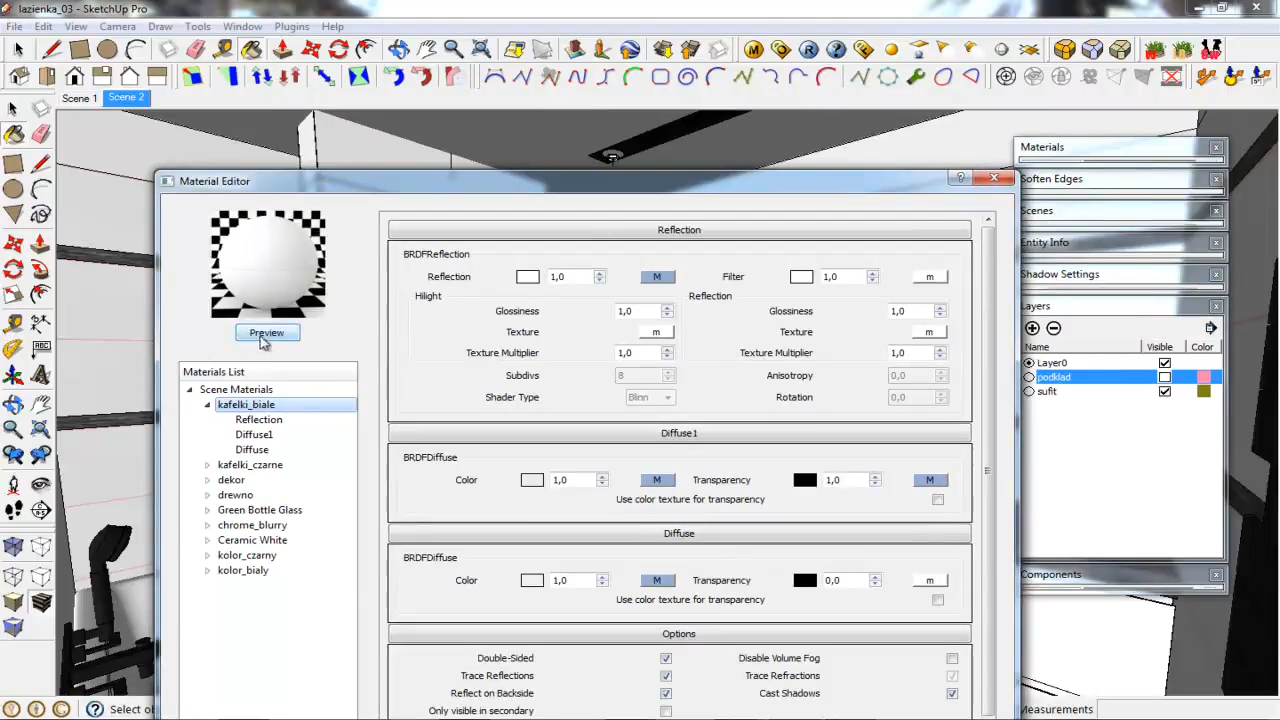 lazienka_03 - SketchUp Pro
File Edit View Camera Draw Tools Window Plugins Help
Scene 1 Scene 2
Materials
Material Editor
Soften Edges
Scenes
Reflection
Entity Info
BRDFReflection
Reflection 1,0 M Filter 1,0 m
Shadow Settings
Hilight Reflection
Layers
Glossiness 1,0 Glossiness 1,0
Preview
Texture m Texture m
Name Visible Color
Texture Multiplier 1,0 Texture Multiplier 1,0
Layer0
Materials List
Subdivs 8 Anisotropy 0,0
podklad
Scene Materials
Shader Type Blinn Rotation 0,0
sufit
kafelki_biale
Reflection
Diffuse1
Diffuse1
Diffuse
BRDFDiffuse
kafelki_czarne
dekor
Color 1,0 M Transparency 1,0 M
drewno
Use color texture for transparency
Green Bottle Glass
chrome_blurry
Diffuse
Ceramic White
kolor_czarny
BRDFDiffuse
kolor_bialy
Color 1,0 M Transparency 0,0 m
Components
Use color texture for transparency
Options
Double-Sided Disable Volume Fog
Trace Reflections Trace Refractions
Reflect on Backside Cast Shadows
Only visible in secondary
Select ob
Measurements